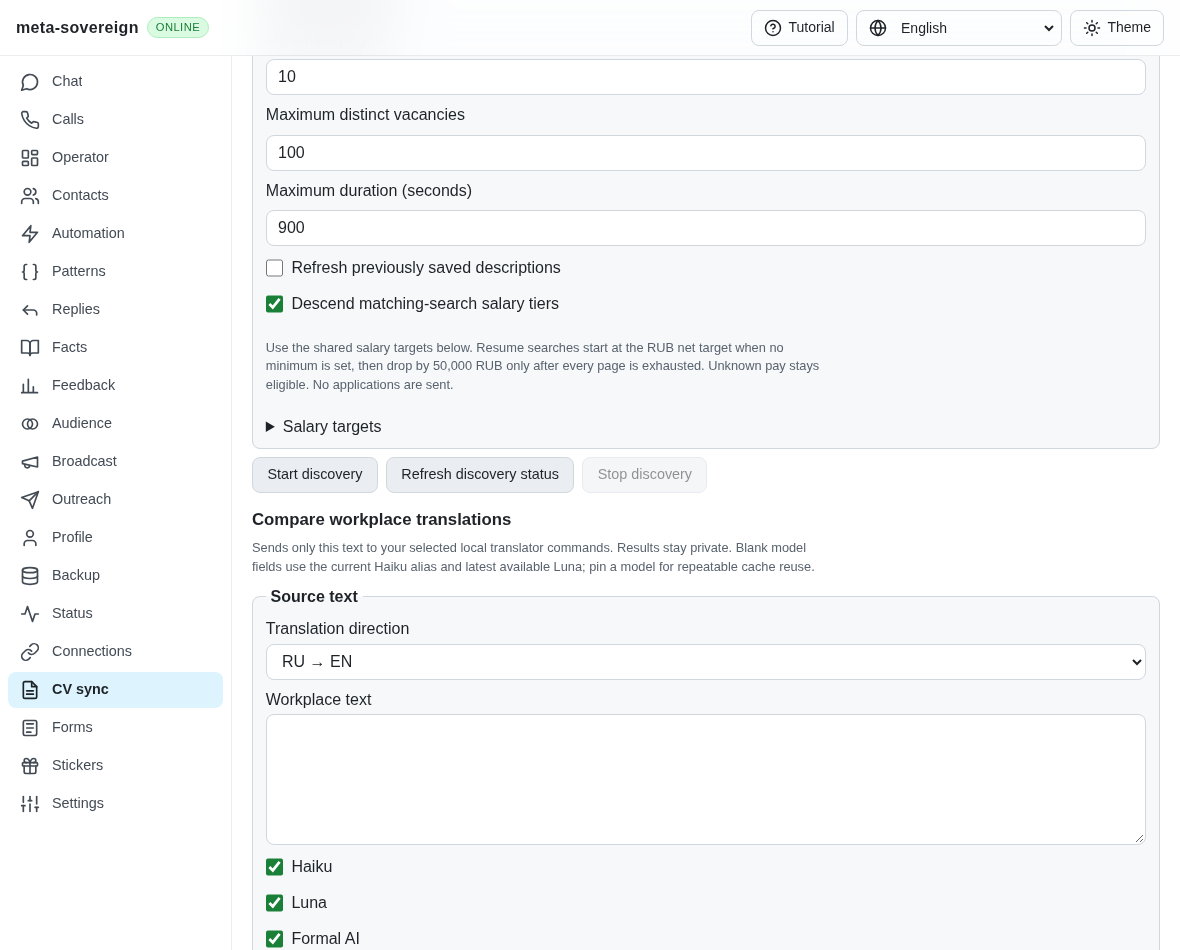 meta-sovereign ONLINE
Tutorial
English
Theme
Chat
Calls
Operator
Contacts
Automation
Patterns
Replies
Facts
Feedback
Audience
Broadcast
Outreach
Profile
Backup
Status
Connections
CV sync
Forms
Stickers
Settings
10
Maximum distinct vacancies
100
Maximum duration (seconds)
900
Refresh previously saved descriptions
Descend matching-search salary tiers
Use the shared salary targets below. Resume searches start at the RUB net target when no
minimum is set, then drop by 50,000 RUB only after every page is exhausted. Unknown pay stays
eligible. No applications are sent.
Salary targets
Start discovery
Refresh discovery status
Stop discovery
Compare workplace translations
Sends only this text to your selected local translator commands. Results stay private. Blank model
fields use the current Haiku alias and latest available Luna; pin a model for repeatable cache reuse.
Source text
Translation direction
RU → EN
Workplace text
Haiku
Luna
Formal AI